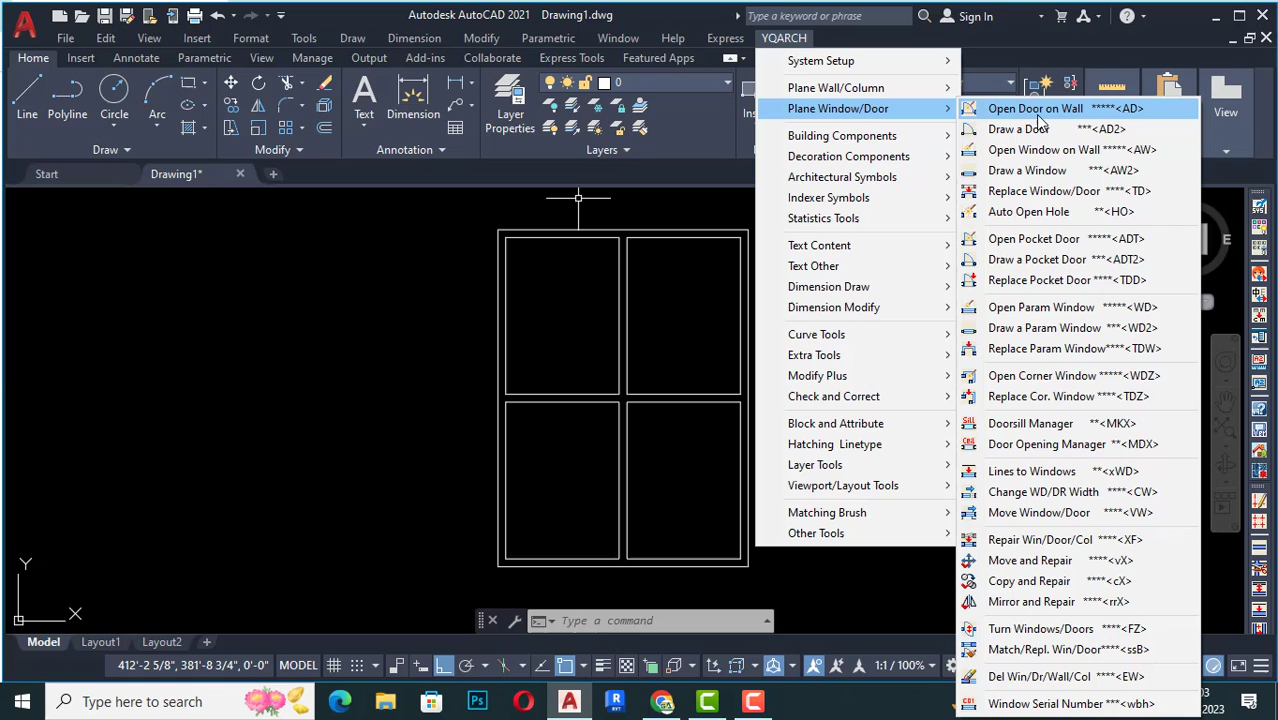 Autodesk AutoCAD 2021 Drawing1.dwg
Type a keyword or phrase
Sign In
File Edit View Insert Format Tools Draw Dimension Modify Parametric Window Help Express YQARCH
Home Insert Annotate Parametric View Manage Output Add-ins Collaborate Express Tools Featured Apps
Line Polyline Circle Arc
Text Dimension
Layer Properties
0
View
Draw
Modify
Annotation
Layers
Start
Drawing1*
System Setup
Plane Wall/Column
Plane Window/Door
Building Components
Decoration Components
Architectural Symbols
Indexer Symbols
Statistics Tools
Text Content
Text Other
Dimension Draw
Dimension Modify
Curve Tools
Extra Tools
Modify Plus
Check and Correct
Block and Attribute
Hatching Linetype
Layer Tools
Viewport/Layout Tools
Matching Brush
Other Tools
Open Door on Wall *****<AD>
Draw a Door ***<AD2>
Open Window on Wall *****<AW>
Draw a Window ***<AW2>
Replace Window/Door ****<TD>
Auto Open Hole **<HO>
Open Pocket Door *****<ADT>
Draw a Pocket Door ***<ADT2>
Replace Pocket Door ****<TDD>
Open Param Window *****<WD>
Draw a Param Window ***<WD2>
Replace Param Window****<TDW>
Open Corner Window *****<WDZ>
Replace Cor. Window ****<TDZ>
Doorsill Manager **<MKX>
Door Opening Manager **<MDX>
Lines to Windows **<xWD>
Change WD/DR Width ****<CW>
Move Window/Door ****<VW>
Repair Win/Door/Col ****<XF>
Move and Repair ****<vX>
Copy and Repair ****<cX>
Mirror and Repair ****<rrX>
Turn Windows/Doors ****<FZ>
Match/Repl. Win/Door****<ssB>
Del Win/Dr/Wall/Col ****<EW>
Window Serial Number ***<wbh>
E
Y
X
Type a command
Model Layout1 Layout2
412'-2 5/8", 381'-8 3/4", 0'-0" MODEL
1:1 / 100%
Type here to search
2023